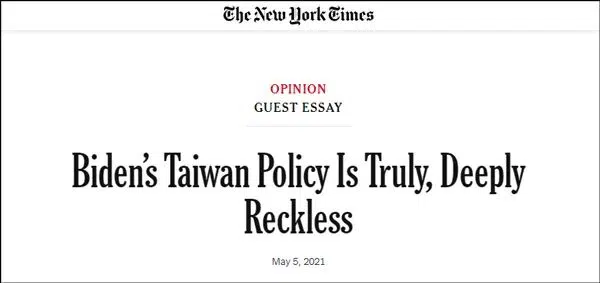 The New York Times
OPINION
GUEST ESSAY
Biden's Taiwan Policy Is Truly, Deeply
Reckless
May 5, 2021